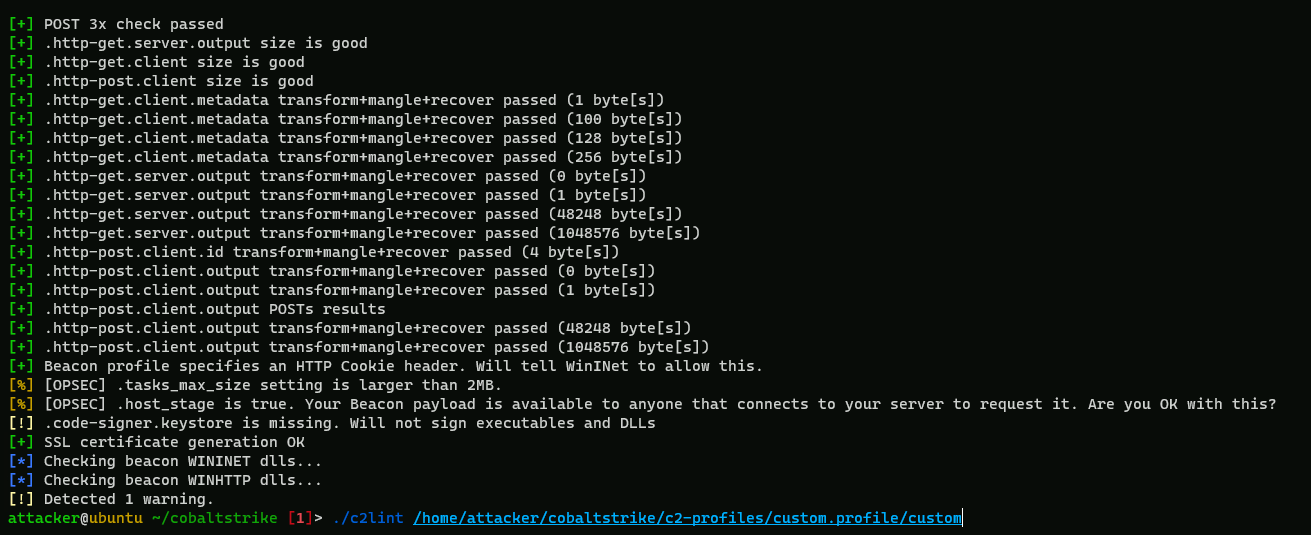 [+] POST 3x check passed
[+] .http-get.server.output size is good
[+] .http-get.client size is good
[+] .http-post.client size is good
[+] .http-get.client.metadata transform+mangle+recover passed (1 byte[s])
[+] .http-get.client.metadata transform+mangle+recover passed (100 byte[s])
[+] .http-get.client.metadata transform+mangle+recover passed (128 byte[s])
[+] .http-get.client.metadata transform+mangle+recover passed (256 byte[s])
[+] .http-get.server.output transform+mangle+recover passed (0 byte[s])
[+] .http-get.server.output transform+mangle+recover passed (1 byte[s])
[+] .http-get.server.output transform+mangle+recover passed (48248 byte[s])
[+] .http-get.server.output transform+mangle+recover passed (1048576 byte[s])
[+] .http-post.client.id transform+mangle+recover passed (4 byte[s])
[+] .http-post.client.output transform+mangle+recover passed (0 byte[s])
[+] .http-post.client.output transform+mangle+recover passed (1 byte[s])
[+] .http-post.client.output POSTs results
[+] .http-post.client.output transform+mangle+recover passed (48248 byte[s])
[+] .http-post.client.output transform+mangle+recover passed (1048576 byte[s])
[+] Beacon profile specifies an HTTP Cookie header. Will tell WinINet to allow this.
[%] [OPSEC] .tasks_max_size setting is larger than 2MB.
[%] [OPSEC] .host_stage is true. Your Beacon payload is available to anyone that connects to your server to request it. Are you OK with this?
[!] .code-signer.keystore is missing. Will not sign executables and DLLs
[+] SSL certificate generation OK
[*] Checking beacon WININET dlls...
[*] Checking beacon WINHTTP dlls...
[!] Detected 1 warning.
attacker@ubuntu ~/cobaltstrike [1]> ./c2lint /home/attacker/cobaltstrike/c2-profiles/custom.profile/custom